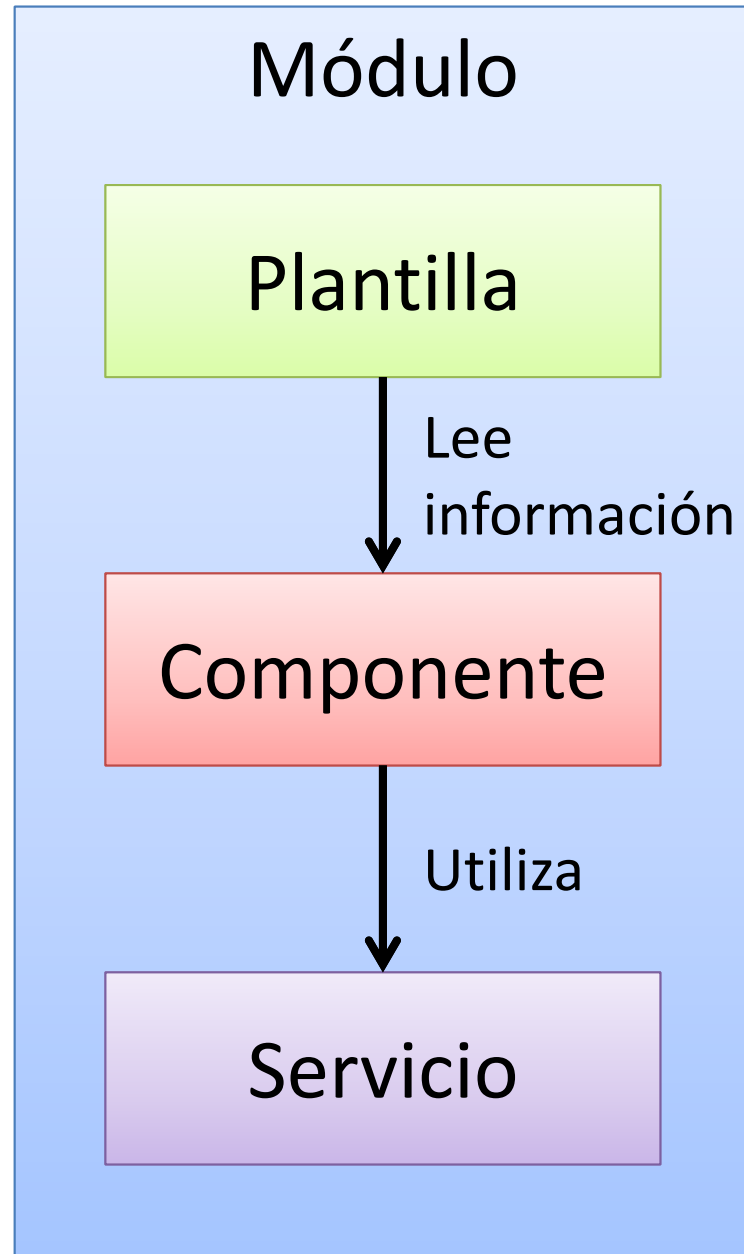 Módulo
Plantilla
Lee
información
Componente
Utiliza
Servicio